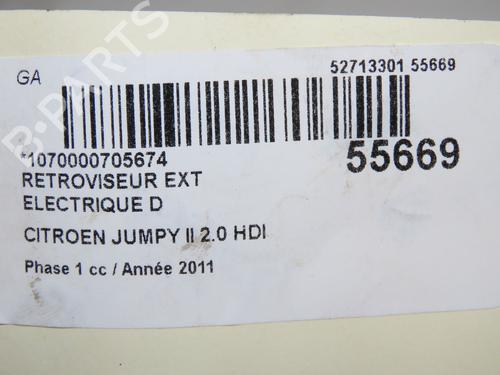 GA
52713301 55669
*1070000705674
55669
RETROVISEUR EXT
ELECTRIQUE D
CITROEN JUMPY II 2.0 HDI
Phase 1 cc / Année 2011
B-PARTS